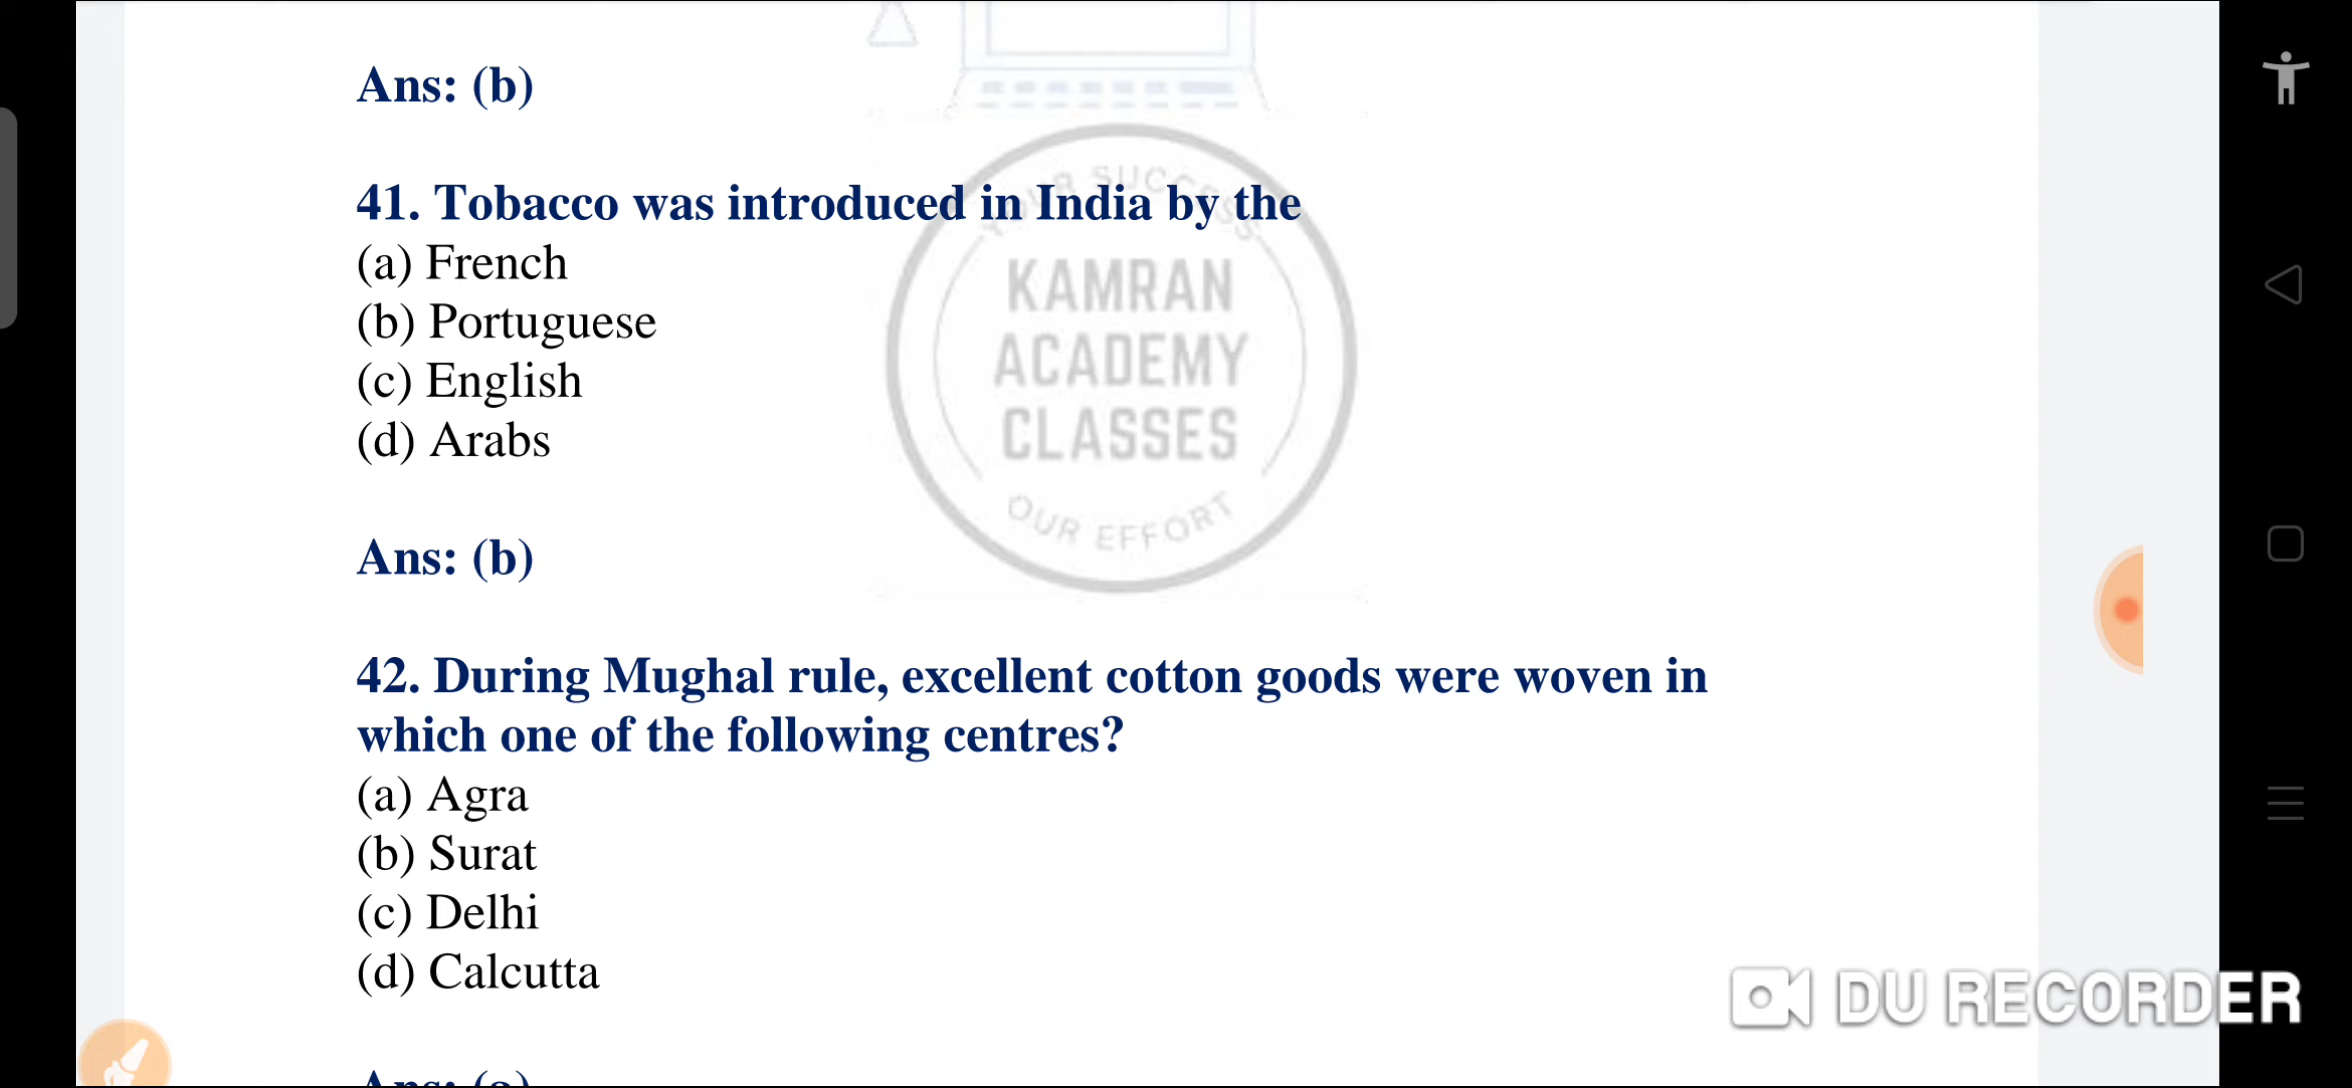 Ans: (b)
41. Tobacco was introduced in India by the
(a) French
(b) Portuguese
(c) English
(d) Arabs
YOUR SUCCESS
KAMRAN
ACADEMY
CLASSES
OUR EFFORT
Ans: (b)
42. During Mughal rule, excellent cotton goods were woven in
which one of the following centres?
(a) Agra
(b) Surat
(c) Delhi
(d) Calcutta
DU RECORDER